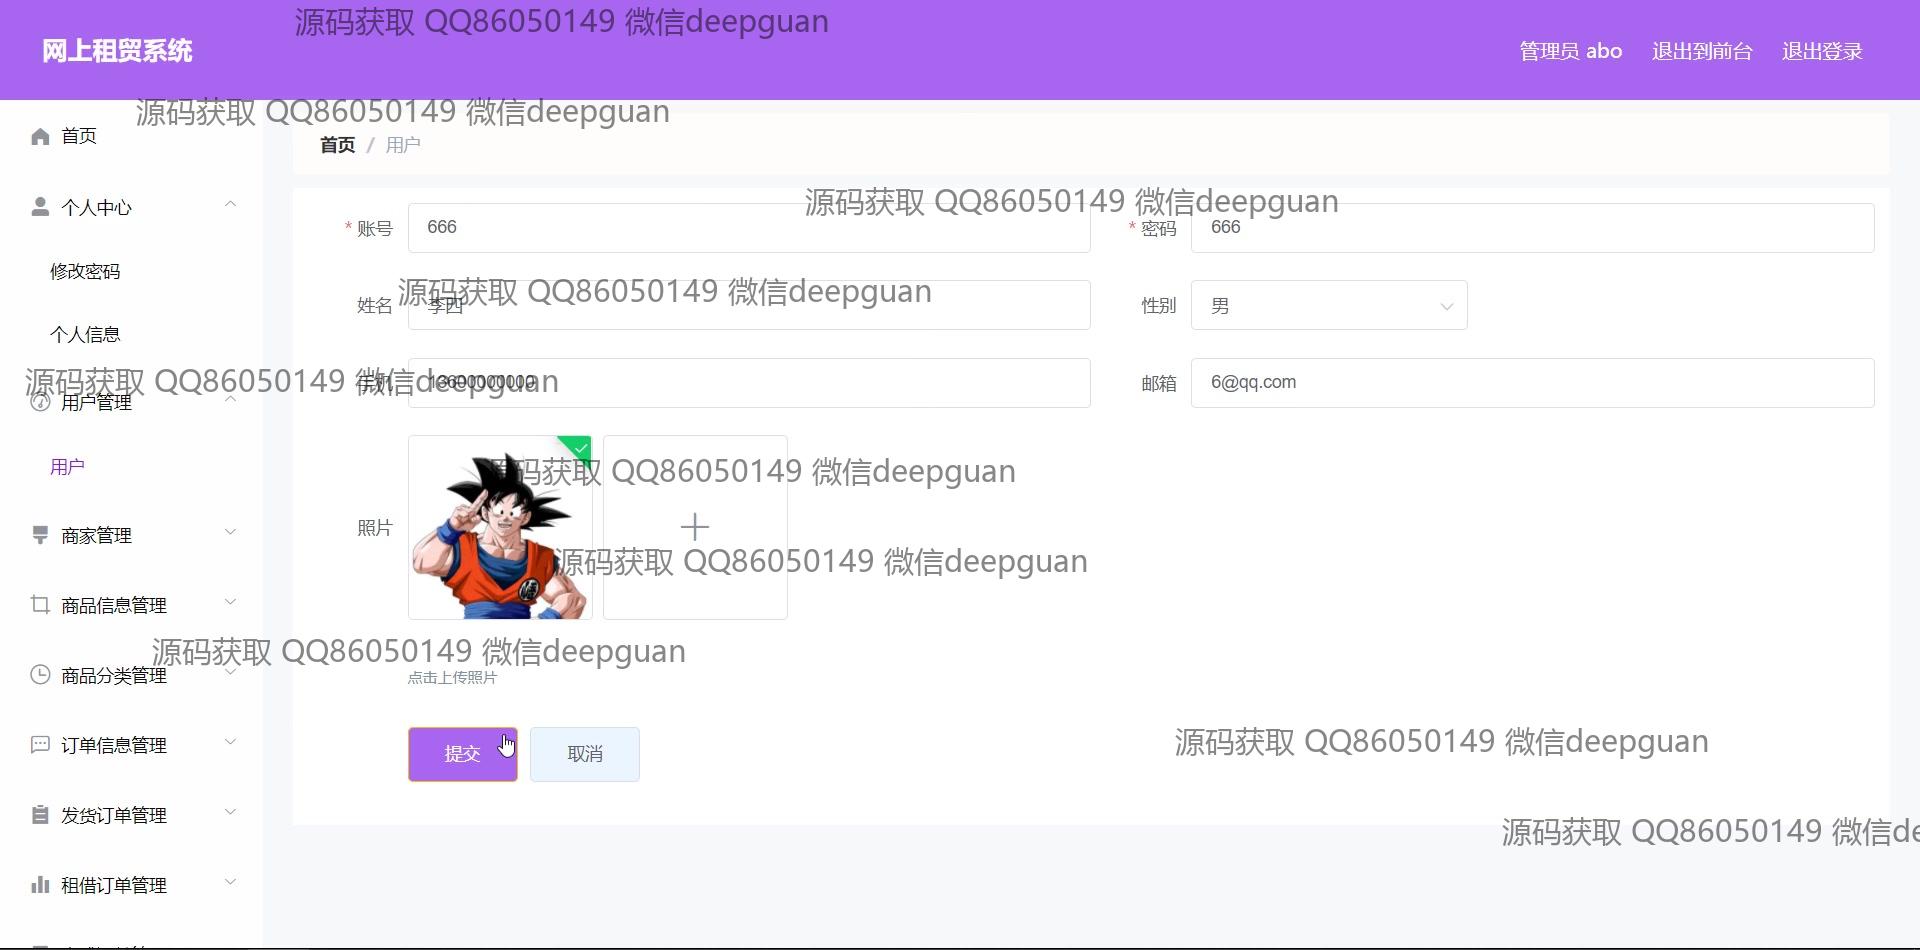 源码获取 QQ86050149 微信deepguan
网上租贸系统
管理员 abo 退出到前台 退出登录
源码获取 QQ86050149 微信deepguan
首页
首页 / 用户
个人中心
源码获取 QQ86050149 微信deepguan
* 账号 666
* 密码 666
修改密码
源码获取 QQ86050149 微信deepguan
姓名 李四
性别 男
个人信息
源码获取 QQ86050149 微信deepguan
手机 13600000000
邮箱 6@qq.com
用户管理
用户
源码获取 QQ86050149 微信deepguan
照片
商家管理
源码获取 QQ86050149 微信deepguan
商品信息管理
源码获取 QQ86050149 微信deepguan
商品分类管理
点击上传照片
订单信息管理
提交 取消
源码获取 QQ86050149 微信deepguan
发货订单管理
源码获取 QQ86050149 微信de
租借订单管理